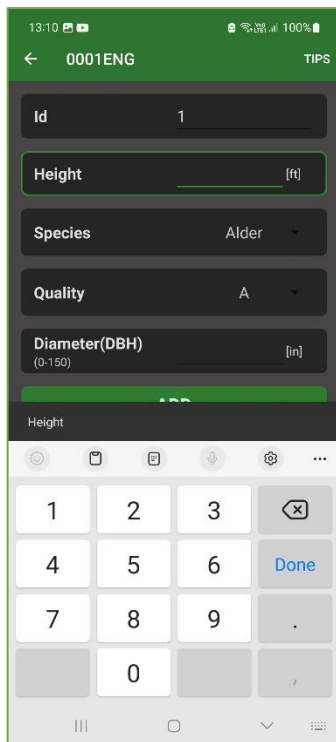 13:10 100%
0001ENG TIPS
Id 1
Height [ft]
Species Alder
Quality A
Diameter(DBH) [in]
(0-150)
Height
1 2 3
4 5 6 Done
7 8 9 .
0 ,